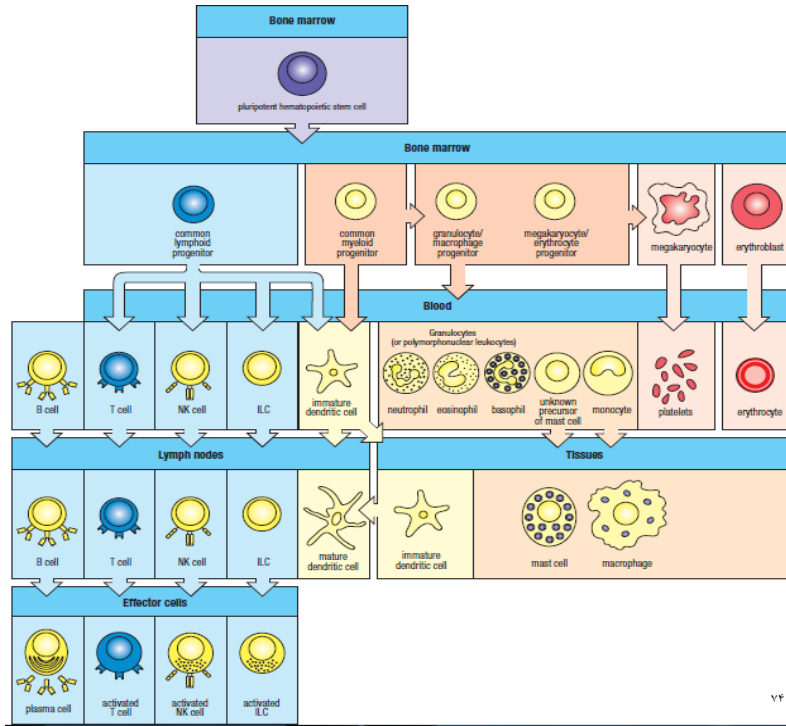 Bone marrow
pluripotent hematopoietic stem cell
Bone marrow
common
lymphoid
progenitor
common
myeloid
progenitor
granulocyte/
macrophage
progenitor
megakaryocyte/
erythrocyte
progenitor
megakaryocyte
erythroblast
Blood
Granulocytes
(or polymorphonuclear leukocytes)
B cell
T cell
NK cell
ILC
immature
dendritic cell
neutrophil
eosinophil
basophil
unknown
precursor
of mast cell
monocyte
platelets
erythrocyte
Lymph nodes
Tissues
B cell
T cell
NK cell
ILC
mature
dendritic cell
immature
dendritic cell
mast cell
macrophage
Effector cells
plasma cell
activated
T cell
activated
NK cell
activated
ILC
۷۴